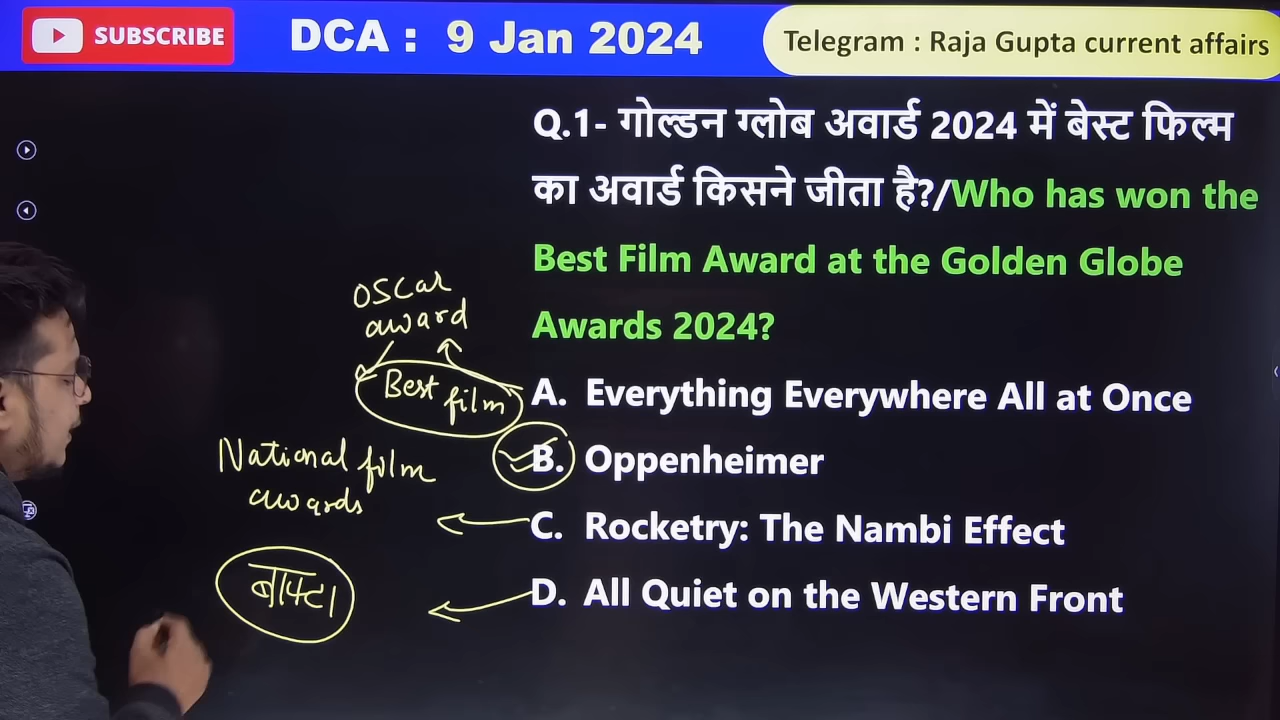 SUBSCRIBE
DCA : 9 Jan 2024
Telegram : Raja Gupta current affairs
Q.1- गोल्डन ग्लोब अवार्ड 2024 में बेस्ट फिल्म
का अवार्ड किसने जीता है?/Who has won the
Best Film Award at the Golden Globe
Awards 2024?
A. Everything Everywhere All at Once
B. Oppenheimer
C. Rocketry: The Nambi Effect
D. All Quiet on the Western Front
Oscar
award
Best film
National film
awards
बाफ्टा